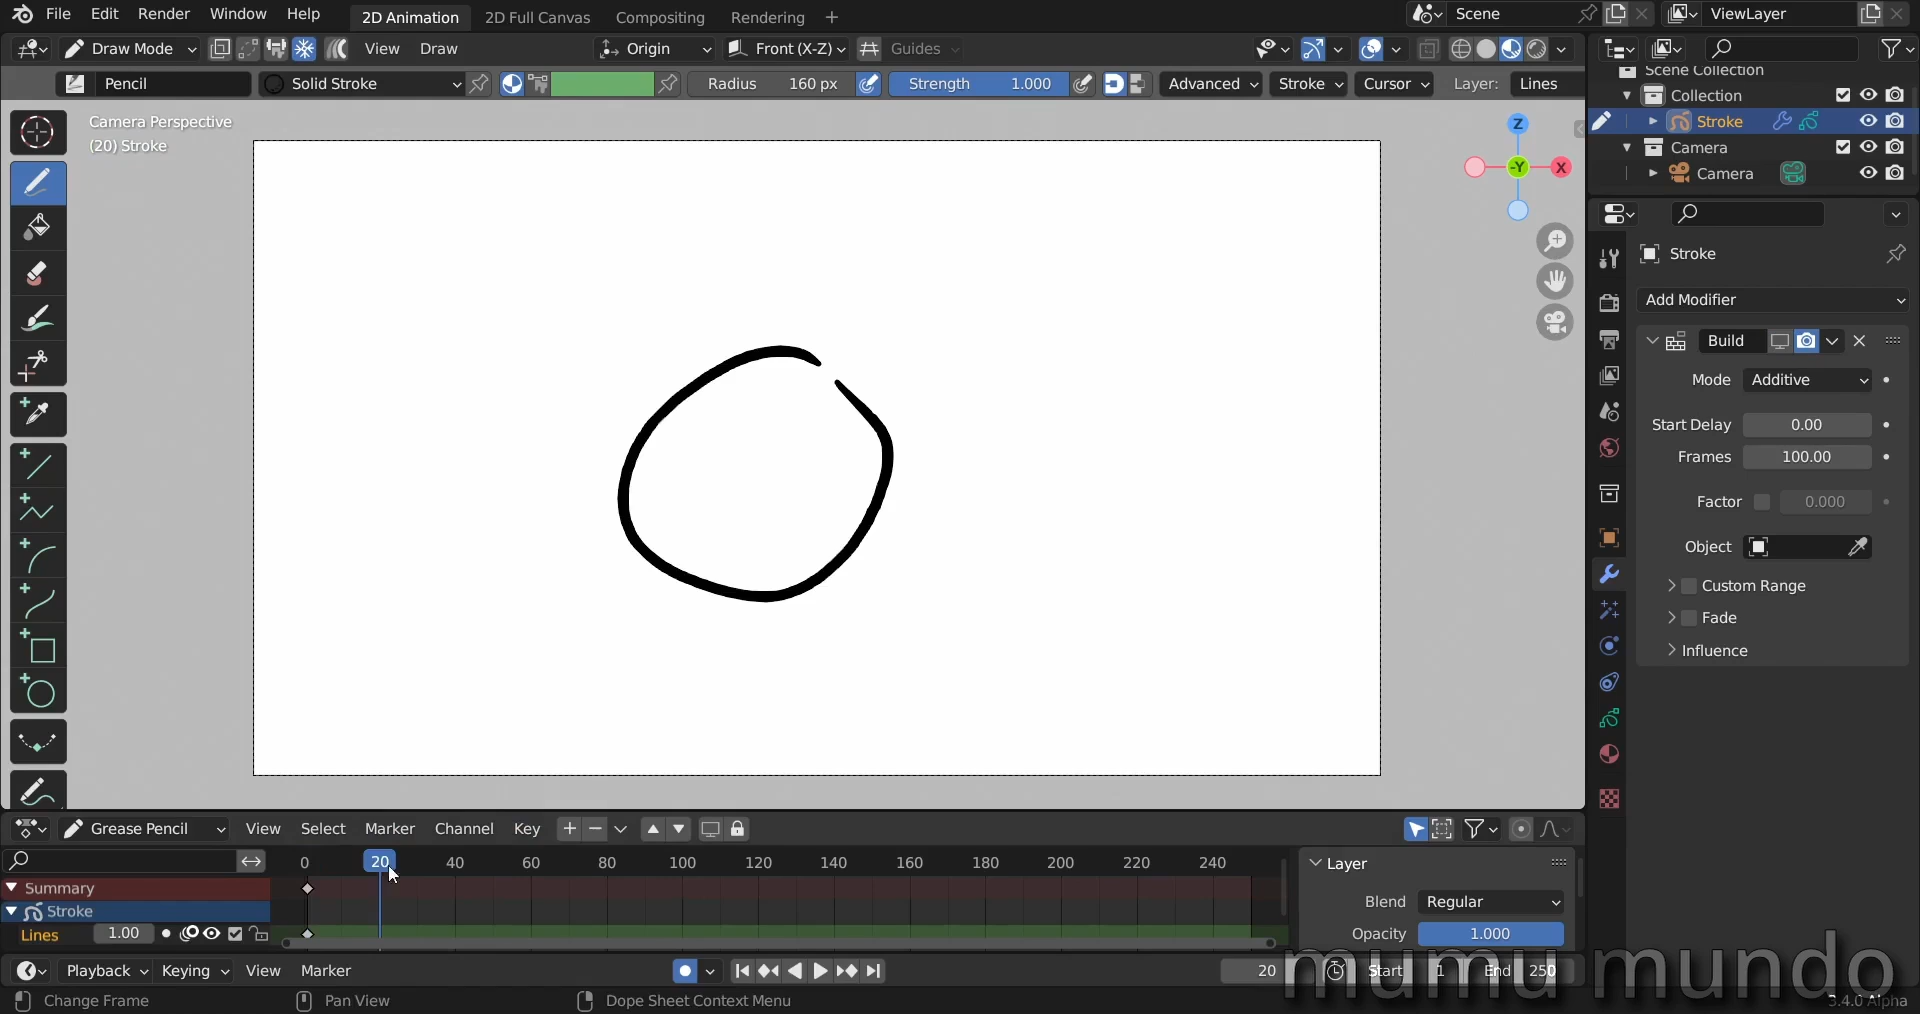 File Edit Render Window Help 2D Animation 2D Full Canvas Compositing Rendering + Scene ViewLayer
Draw Mode View Draw Origin Front (X-Z) Guides
Pencil Solid Stroke Radius 160 px Strength 1.000 Advanced Stroke Cursor Layer: Lines
Camera Perspective
(20) Stroke
Z
-Y
X
Scene Collection
Collection
Stroke
Camera
Camera
Stroke
Add Modifier
Build
Mode Additive
Start Delay 0.00
Frames 100.00
Factor 0.000
Object
Custom Range
Fade
Influence
Grease Pencil View Select Marker Channel Key
0 20 40 60 80 100 120 140 160 180 200 220 240
Summary
Stroke
Lines 1.00
Layer
Blend Regular
Opacity 1.000
Playback Keying View Marker 20 Start 1 End 250
mumu mundo
Change Frame Pan View Dope Sheet Context Menu 3.4.0 Alpha